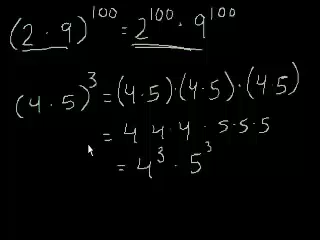 (2 · 9)^100 = 2^100 · 9^100
(4 · 5)^3 = (4·5)·(4·5)·(4·5)
= 4 4·4 · 5·5·5
= 4^3 · 5^3